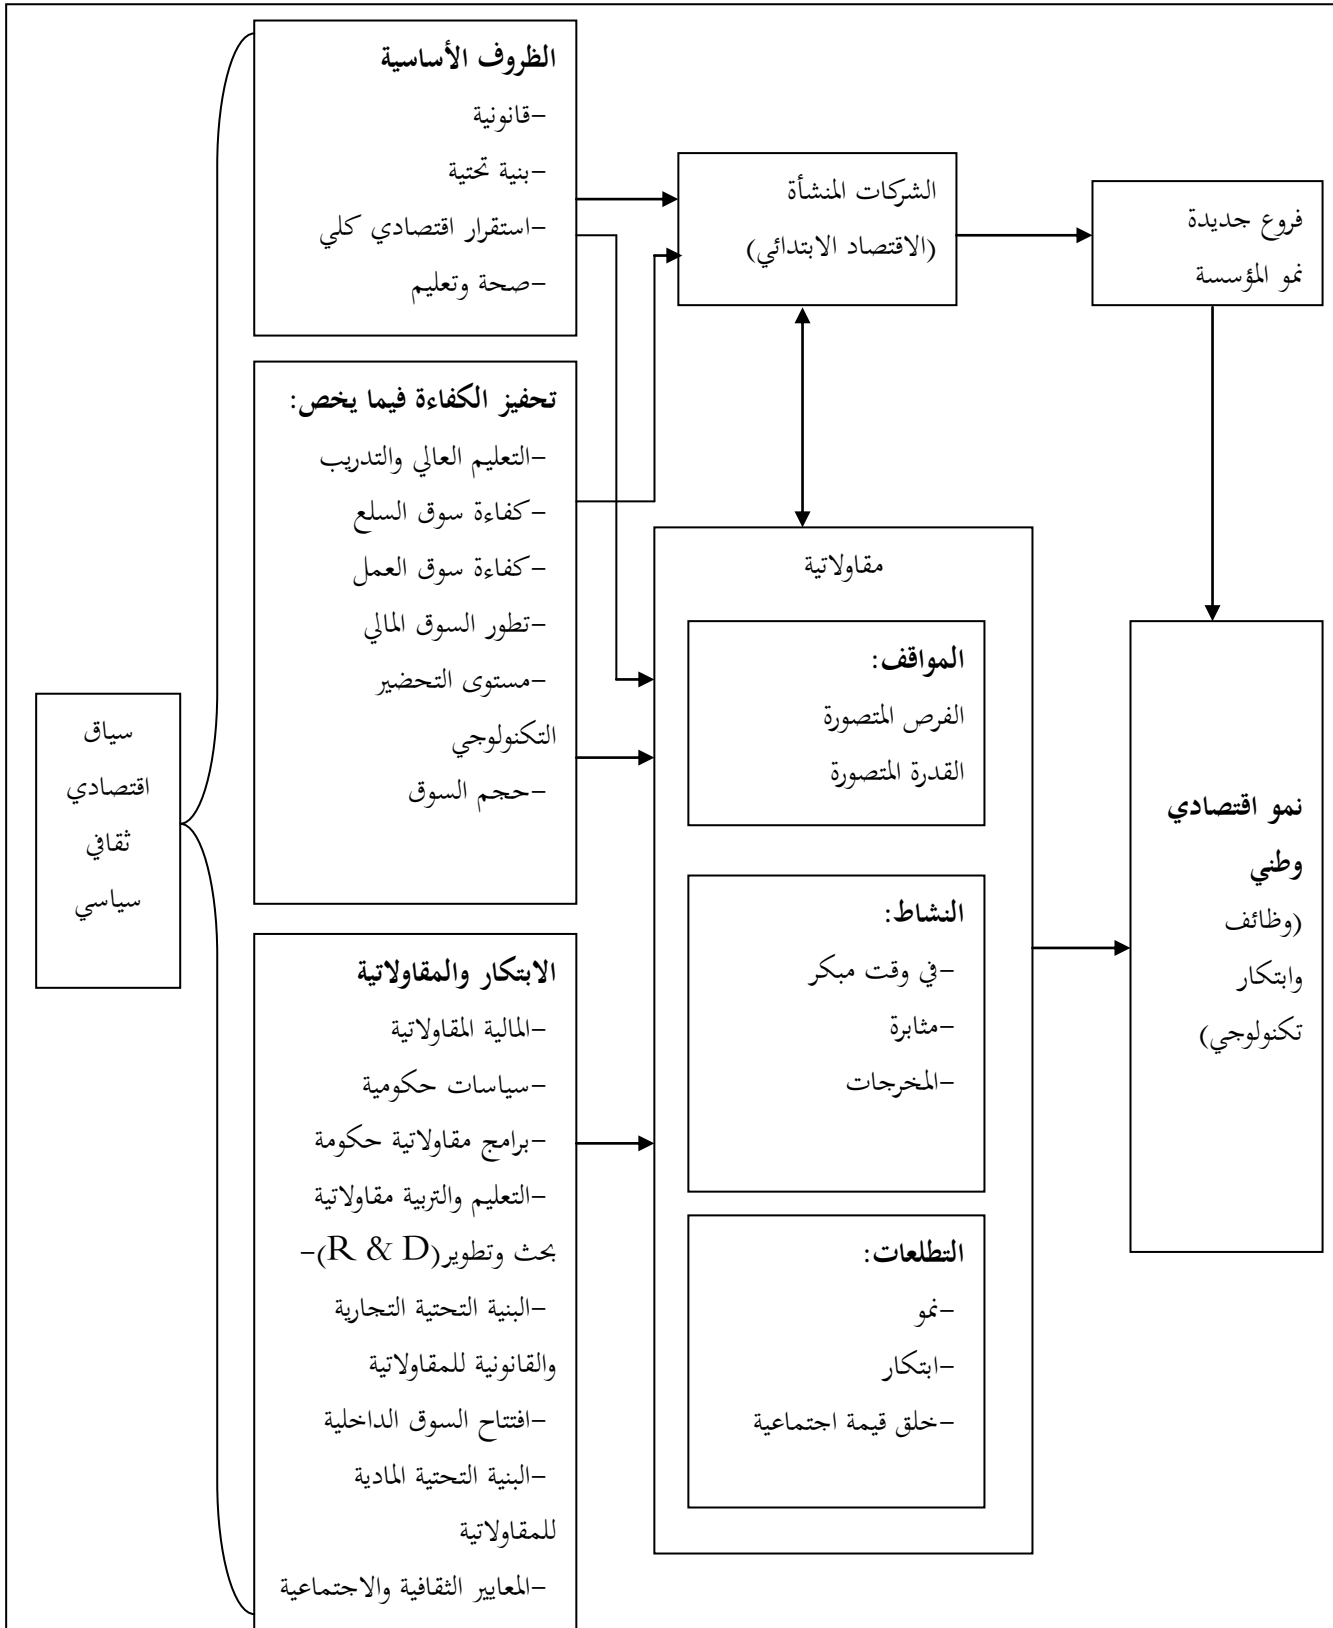 الظروف الأساسية
-قانونية
-بنية تحتية
-استقرار اقتصادي كلي
-صحة وتعليم
الشركات المنشأة
(الاقتصاد الابتدائي)
فروع جديدة
نمو المؤسسة
تحفيز الكفاءة فيما يخص:
-التعليم العالي والتدريب
-كفاءة سوق السلع
-كفاءة سوق العمل
-تطور السوق المالي
-مستوى التحضير
التكنولوجي
-حجم السوق
سياق
اقتصادي
ثقافي
سياسي
الابتكار والمقاولاتية
-المالية المقاولاتية
-سياسات حكومية
-برامج مقاولاتية حكومة
-التعليم والتربية مقاولاتية
بحث وتطوير(R & D)-
-البنية التحتية التجارية
والقانونية للمقاولاتية
-افتتاح السوق الداخلية
-البنية التحتية المادية
للمقاولاتية
-المعايير الثقافية والاجتماعية
مقاولاتية
المواقف:
الفرص المتصورة
القدرة المتصورة
النشاط:
-في وقت مبكر
-مثابرة
-المخرجات
التطلعات:
-نمو
-ابتكار
-خلق قيمة اجتماعية
نمو اقتصادي
وطني
(وظائف
وابتكار
تكنولوجي)